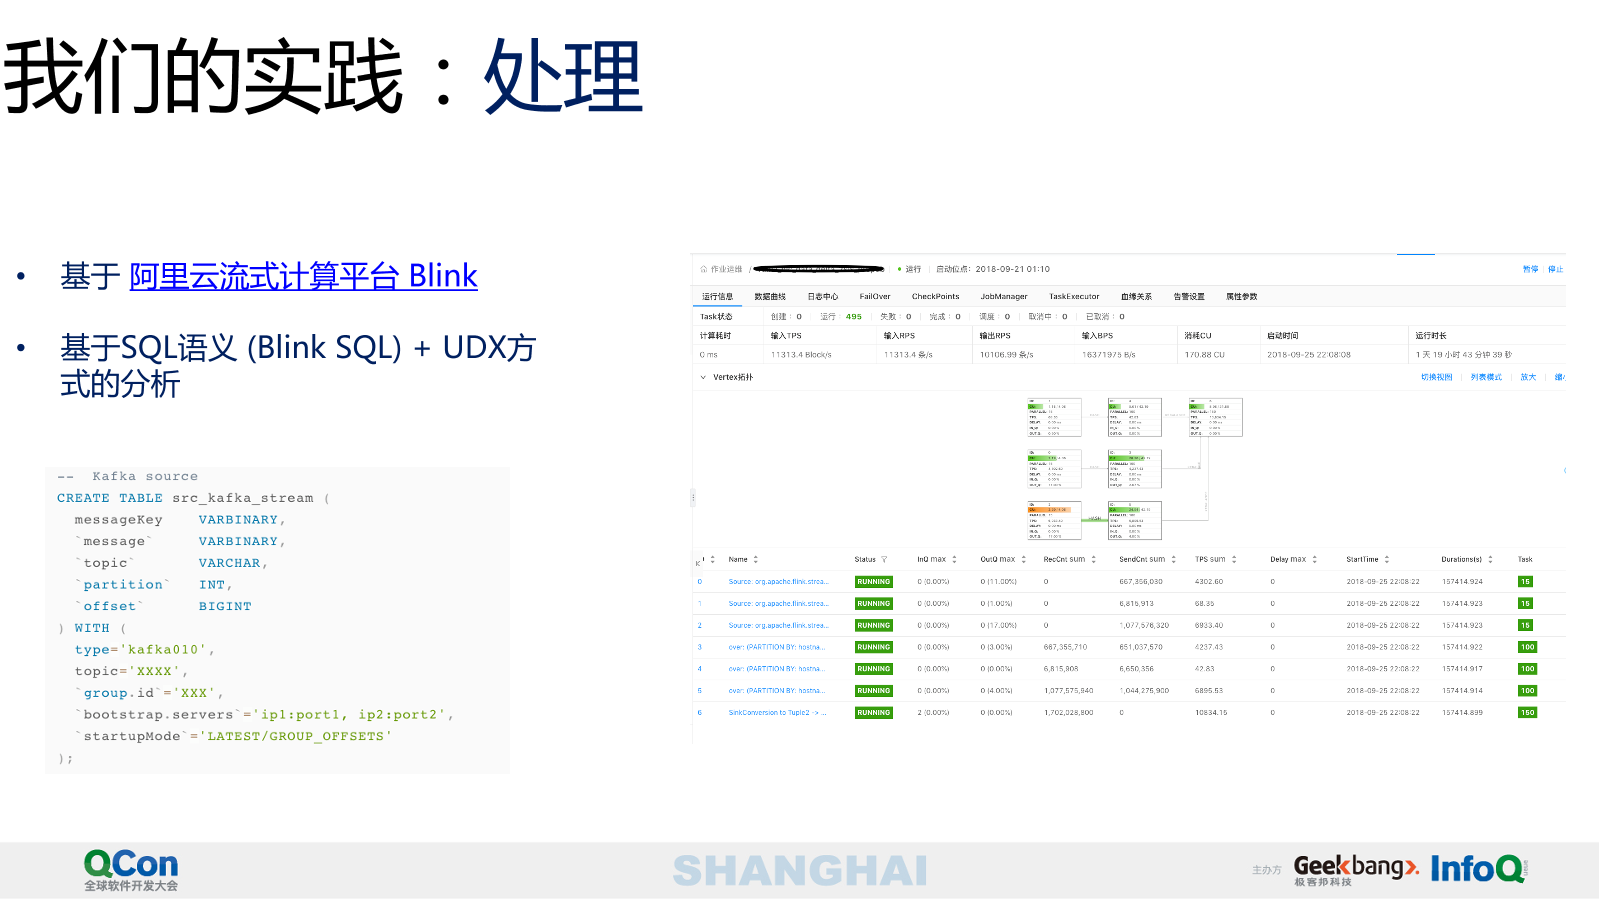 我们的实践：处理
• 基于 阿里云流式计算平台 Blink
• 基于SQL语义 (Blink SQL) + UDX方
式的分析
-- Kafka source
CREATE TABLE src_kafka_stream (
messageKey VARBINARY,
`message` VARBINARY,
`topic` VARCHAR,
`partition` INT,
`offset` BIGINT
) WITH (
type='kafka010',
topic='XXXX',
`group.id`='XXX',
`bootstrap.servers`='ip1:port1, ip2:port2',
`startupMode`='LATEST/GROUP_OFFSETS'
);
作业运维 / 运行 启动位点: 2018-09-21 01:10 暂停 停止
运行信息 数据曲线 日志中心 FailOver CheckPoints JobManager TaskExecutor 血缘关系 告警设置 属性参数
Task状态 创建: 0 运行 495 失败: 0 完成: 0 调度: 0 取消中: 0 已取消: 0
计算耗时 输入TPS 输入RPS 输出RPS 输入BPS 消耗CU 启动时间 运行时长
0 ms 11313.4 Block/s 11313.4 条/s 10106.99 条/s 16371975 B/s 170.88 CU 2018-09-25 22:08:08 1 天 19 小时 43 分钟 39 秒
Vertex拓扑 切换视图 列表模式 放大
Name Status InQ max OutQ max RecCnt sum SendCnt sum TPS sum Delay max StartTime Durations(s) Task
0 Source: org.apache.flink.strea... RUNNING 0 (0.00%) 0 (11.00%) 0 667,356,030 4302.60 0 2018-09-25 22:08:22 157414.924 15
1 Source: org.apache.flink.strea... RUNNING 0 (0.00%) 0 (1.00%) 0 6,815,913 68.35 0 2018-09-25 22:08:22 157414.923 15
2 Source: org.apache.flink.strea... RUNNING 0 (0.00%) 0 (17.00%) 0 1,077,576,320 6933.40 0 2018-09-25 22:08:22 157414.923 15
3 over: (PARTITION BY: hostna... RUNNING 0 (0.00%) 0 (3.00%) 667,355,710 651,037,570 4237.43 0 2018-09-25 22:08:22 157414.922 100
4 over: (PARTITION BY: hostna... RUNNING 0 (0.00%) 0 (0.00%) 6,815,908 6,650,356 42.83 0 2018-09-25 22:08:22 157414.917 100
5 over: (PARTITION BY: hostna... RUNNING 0 (0.00%) 0 (4.00%) 1,077,575,940 1,044,275,900 6895.53 0 2018-09-25 22:08:22 157414.914 100
6 SinkConversion to Tuple2 -> ... RUNNING 2 (0.00%) 0 (0.00%) 1,702,028,800 0 10834.15 0 2018-09-25 22:08:22 157414.899 150
QCon
全球软件开发大会
SHANGHAI
主办方 Geekbang>. InfoQ
极客邦科技